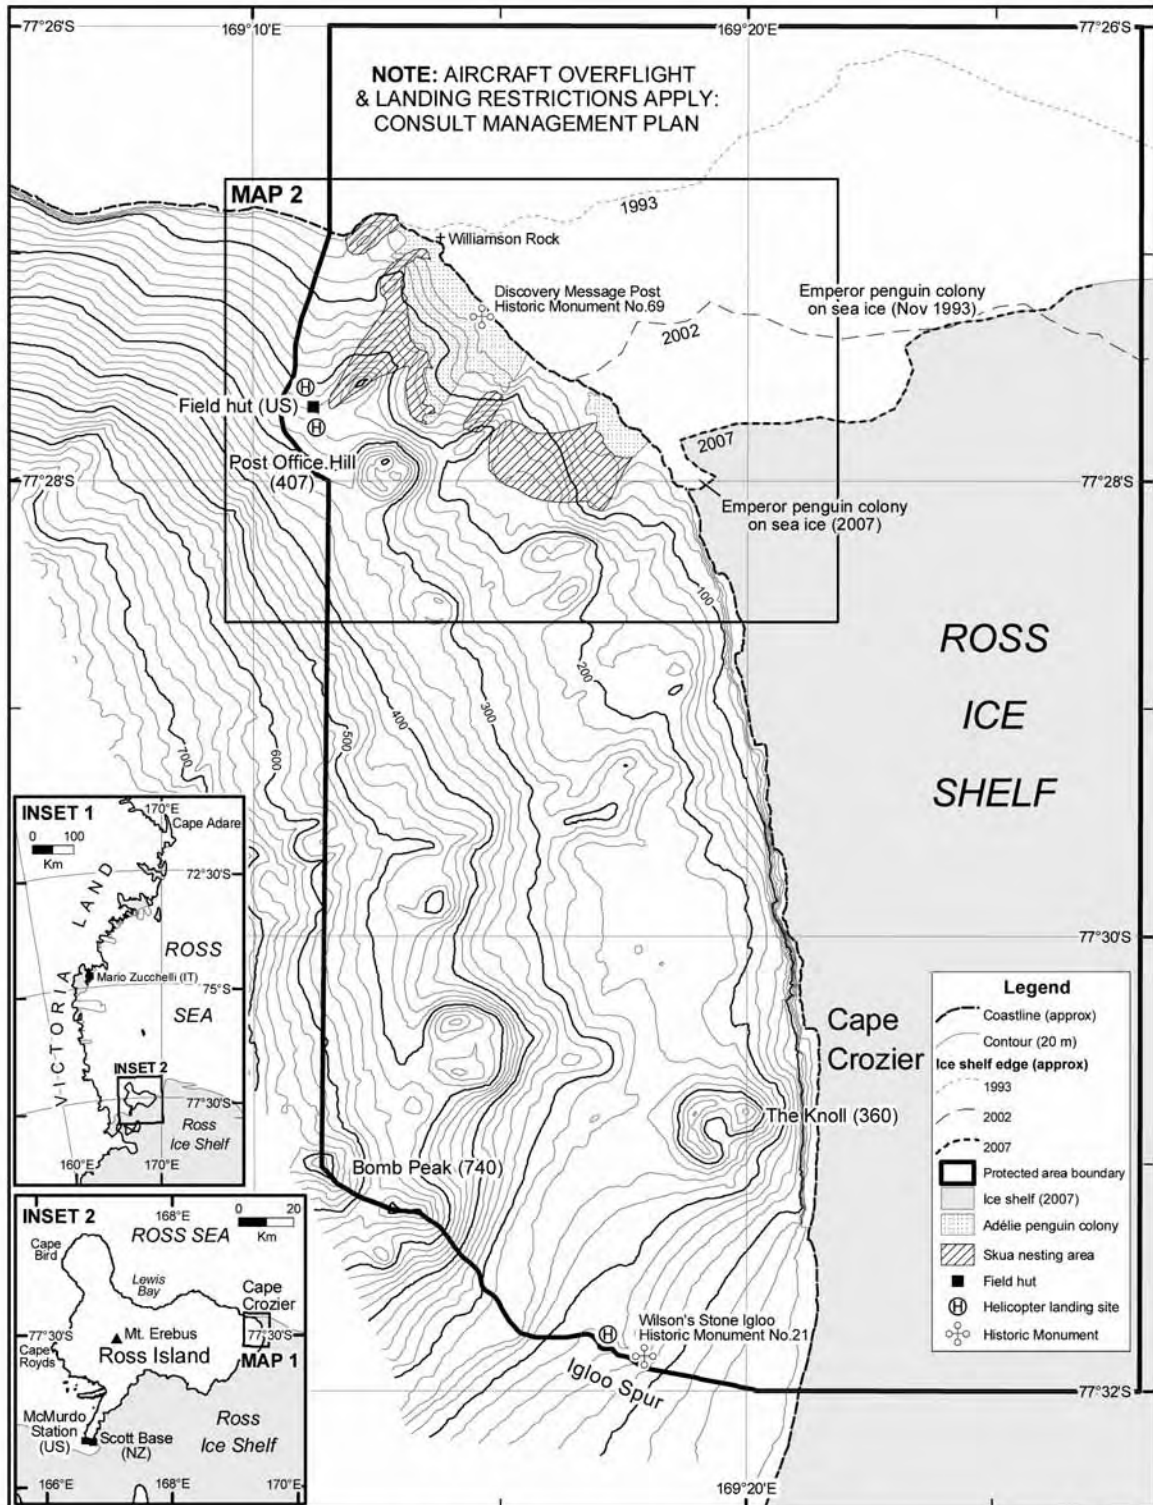 77°26'S
169°10'E
169°20'E
77°26'S
NOTE: AIRCRAFT OVERFLIGHT
& LANDING RESTRICTIONS APPLY:
CONSULT MANAGEMENT PLAN
MAP 2
1993
Williamson Rock
Discovery Message Post
Historic Monument No.69
Emperor penguin colony
on sea ice (Nov 1993)
2002
Field hut (US)
H
H
2007
Post Office Hill
(407)
77°28'S
77°28'S
Emperor penguin colony
on sea ice (2007)
100
200
300
400
500
600
700
ROSS
ICE
SHELF
INSET 1
0 100
Km
170°E
Cape Adare
72°30'S
VICTORIA LAND
ROSS
SEA
Mario Zucchelli (IT)
75°S
INSET 2
77°30'S
Ross
Ice Shelf
160°E
170°E
77°30'S
Cape
Crozier
The Knoll (360)
Bomb Peak (740)
Legend
Coastline (approx)
Contour (20 m)
Ice shelf edge (approx)
1993
2002
2007
Protected area boundary
Ice shelf (2007)
Adélie penguin colony
Skua nesting area
Field hut
H Helicopter landing site
Historic Monument
INSET 2
168°E
0 20
Km
ROSS SEA
Cape
Bird
Lewis
Bay
Cape
Crozier
77°30'S
77°30'S
Mt. Erebus
Ross Island
MAP 1
Cape
Royds
McMurdo
Station
(US)
Scott Base
(NZ)
Ross
Ice Shelf
166°E
168°E
170°E
H
Wilson's Stone Igloo
Historic Monument No.21
Igloo Spur
77°32'S
169°20'E